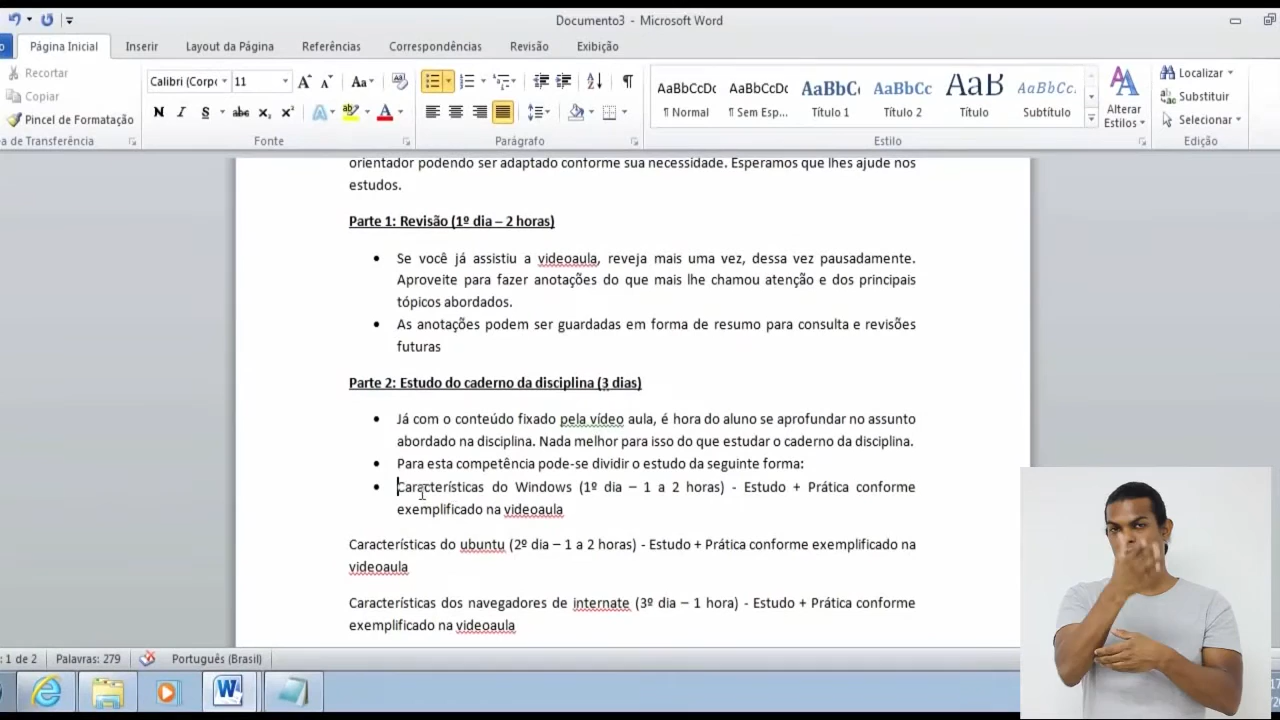 Documento3 - Microsoft Word
Página Inicial Inserir Layout da Página Referências Correspondências Revisão Exibição
Recortar
Copiar
Pincel de Formatação
a de Transferência
Calibri (Corp 11
Aa
N I S abe x₂ x² A ab A
Fonte
Parágrafo
AaBbCcDc AaBbCcDc AaBbC AaBbCc AaB AaBbCc.
¶ Normal ¶ Sem Esp... Título 1 Título 2 Título Subtítulo
Estilo
Alterar
Estilos
Localizar
Substituir
Selecionar
Edição
orientador podendo ser adaptado conforme sua necessidade. Esperamos que lhes ajude nos
estudos.
Parte 1: Revisão (1º dia – 2 horas)
• Se você já assistiu a videoaula, reveja mais uma vez, dessa vez pausadamente.
Aproveite para fazer anotações do que mais lhe chamou atenção e dos principais
tópicos abordados.
• As anotações podem ser guardadas em forma de resumo para consulta e revisões
futuras
Parte 2: Estudo do caderno da disciplina (3 dias)
• Já com o conteúdo fixado pela vídeo aula, é hora do aluno se aprofundar no assunto
abordado na disciplina. Nada melhor para isso do que estudar o caderno da disciplina.
• Para esta competência pode-se dividir o estudo da seguinte forma:
• Características do Windows (1º dia – 1 a 2 horas) - Estudo + Prática conforme
exemplificado na videoaula
Características do ubuntu (2º dia – 1 a 2 horas) - Estudo + Prática conforme exemplificado na
videoaula
Características dos navegadores de internate (3º dia – 1 hora) - Estudo + Prática conforme
exemplificado na videoaula
: 1 de 2 Palavras: 279 Português (Brasil)